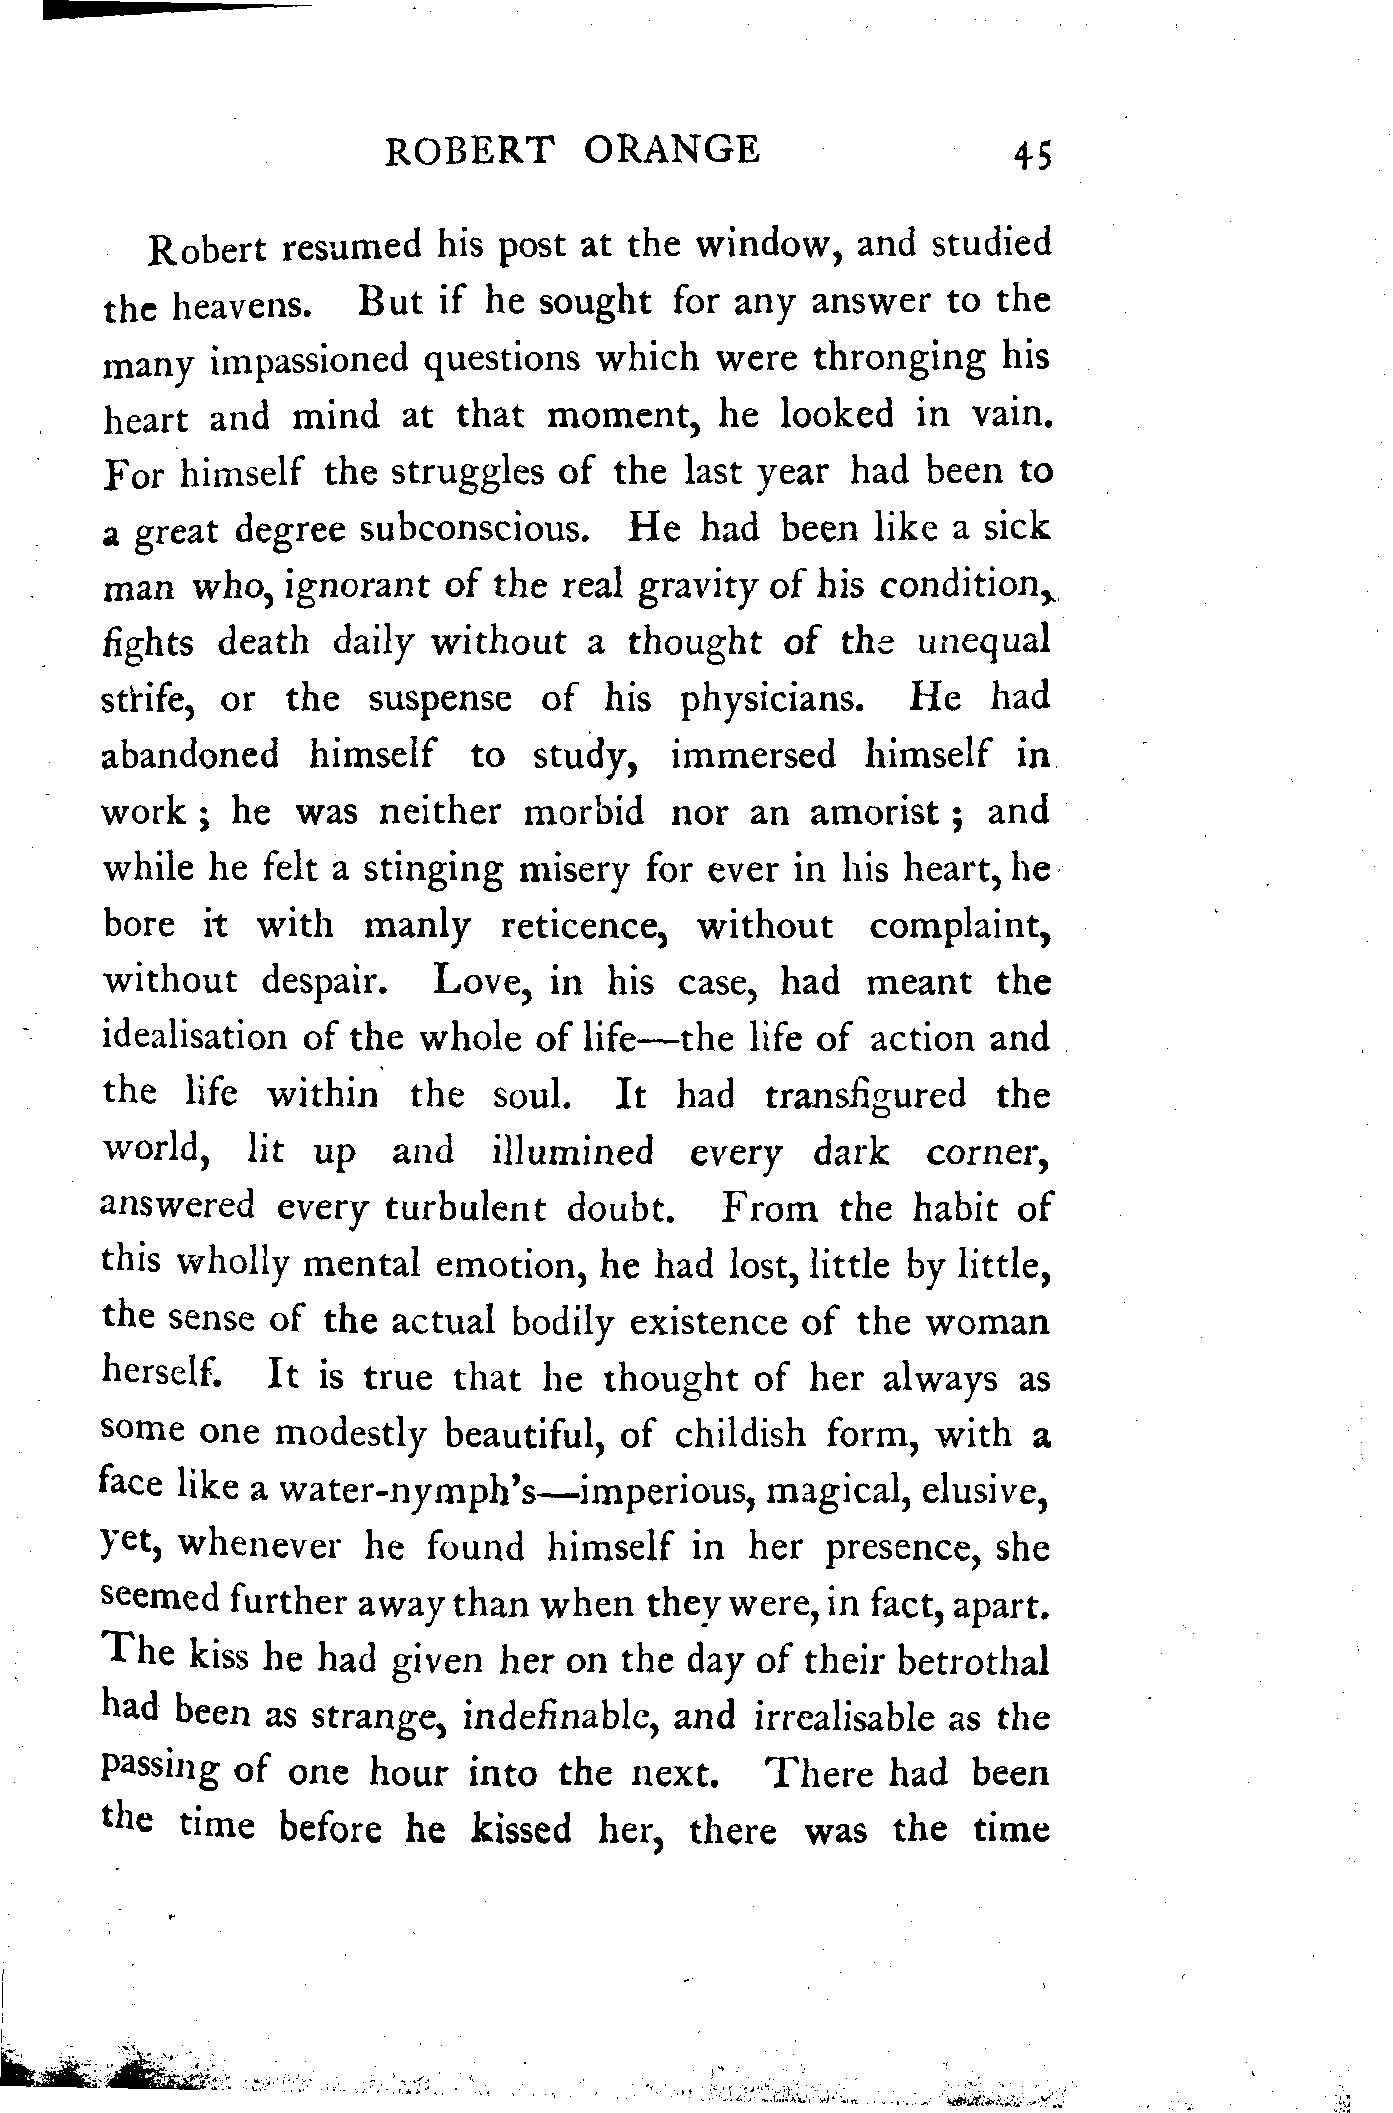 ROBERT ORANGE 45
Robert resumed his post at the window, and studied
the heavens. But if he sought for any answer to the
many impassioned questions which were thronging his
heart and mind at that moment, he looked in vain.
For himself the struggles of the last year had been to
a great degree subconscious. He had been like a sick
man who, ignorant of the real gravity of his condition,
fights death daily without a thought of the unequal
strife, or the suspense of his physicians. He had
abandoned himself to study, immersed himself in
work ; he was neither morbid nor an amorist ; and
while he felt a stinging misery for ever in his heart, he
bore it with manly reticence, without complaint,
without despair. Love, in his case, had meant the
idealisation of the whole of life—the life of action and
the life within the soul. It had transfigured the
world, lit up and illumined every dark corner,
answered every turbulent doubt. From the habit of
this wholly mental emotion, he had lost, little by little,
the sense of the actual bodily existence of the woman
herself. It is true that he thought of her always as
some one modestly beautiful, of childish form, with a
face like a water-nymph's—imperious, magical, elusive,
yet, whenever he found himself in her presence, she
seemed further away than when they were, in fact, apart.
The kiss he had given her on the day of their betrothal
had been as strange, indefinable, and irrealisable as the
passing of one hour into the next. There had been
the time before he kissed her, there was the time